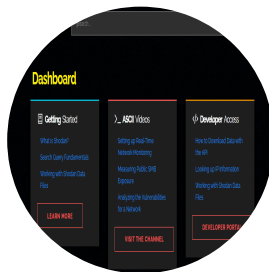 Dashboard
Getting Started
What is Shodan?
Search Query Fundamentals
Working with Shodan Data
Files
LEARN MORE
ASCII Videos
Setting up Real-Time
Network Monitoring
Measuring Public SMB
Exposure
Analyzing the Vulnerabilities
for a Network
VISIT THE CHANNEL
Developer Access
How to Download Data with
the API
Looking up IP Information
Working with Shodan Data
Files
DEVELOPER PORTAL